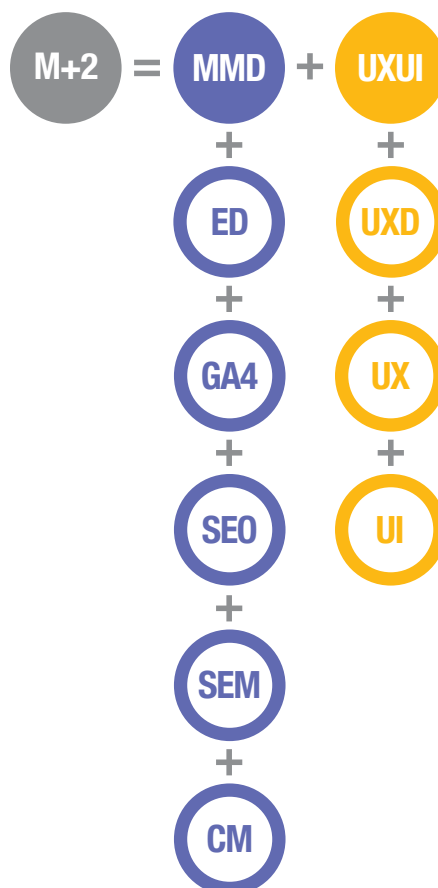 M+2 = MMD + UXUI
+ +
ED UXD
+ +
GA4 UX
+ +
SEO UI
+
SEM
+
CM